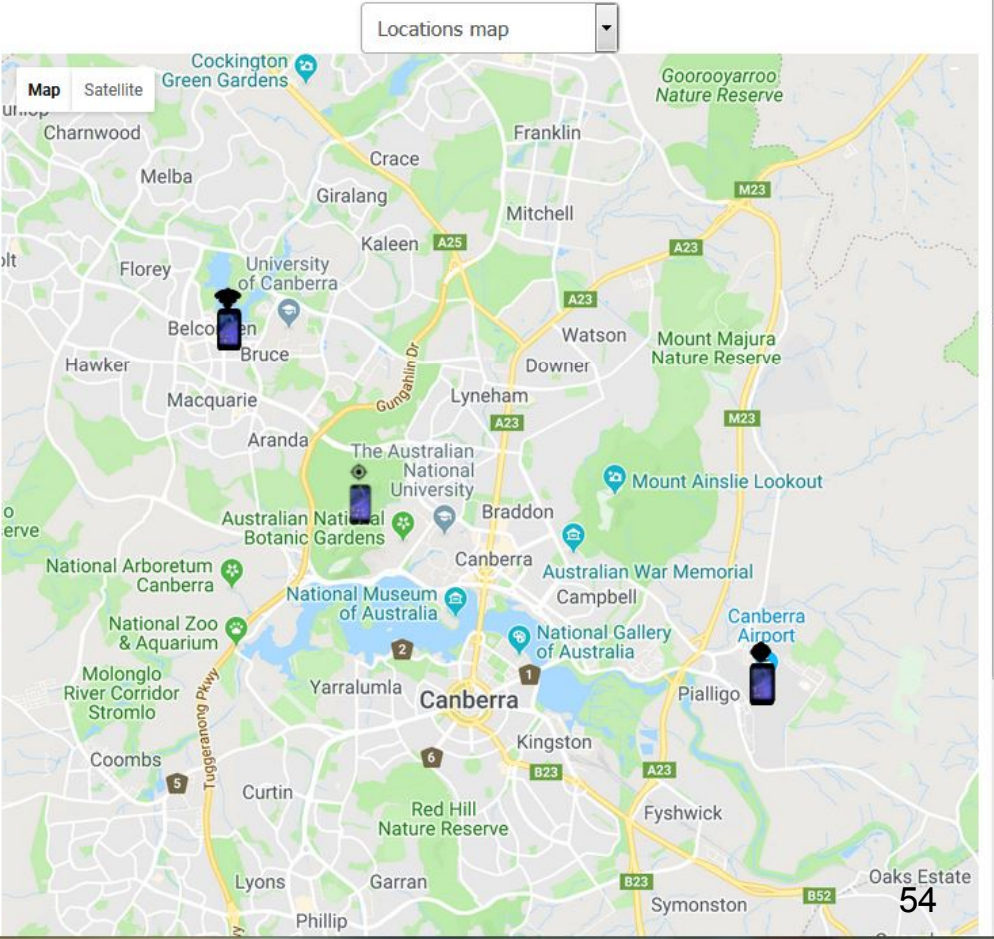 Locations map
Cockington
Green Gardens
Goorooyarroo
Nature Reserve
Map
Satellite
Charnwood
Franklin
Crace
Melba
Giralang
M23
Mitchell
Kaleen
A25
A23
Florey
University
of Canberra
A23
Watson
Mount Majura
Nature Reserve
Bruce
Hawker
Downer
Macquarie
Gungahlin Dr
Lyneham
A23
M23
Aranda
The Australian
National
University
Mount Ainslie Lookout
Braddon
Australian National
Botanic Gardens
Canberra
National Arboretum
Canberra
Australian War Memorial
National Museum
of Australia
Campbell
Canberra
Airport
National Zoo
& Aquarium
National Gallery
of Australia
2
1
Molonglo
River Corridor
Stromlo
Yarralumla
Pialligo
Canberra
Tuggeranong Pkwy
Kingston
Coombs
6
B23
A23
5
Curtin
Red Hill
Nature Reserve
Fyshwick
Lyons
Garran
B23
Oaks Estate
B52
54
Symonston
Phillip